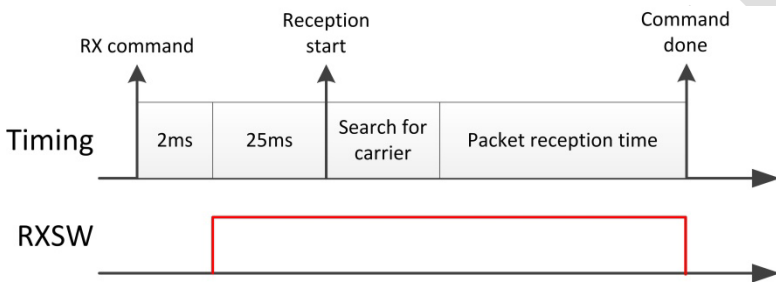 Reception
start
Command
done
RX command
Timing
2ms
25ms
Search for
carrier
Packet reception time
RXSW